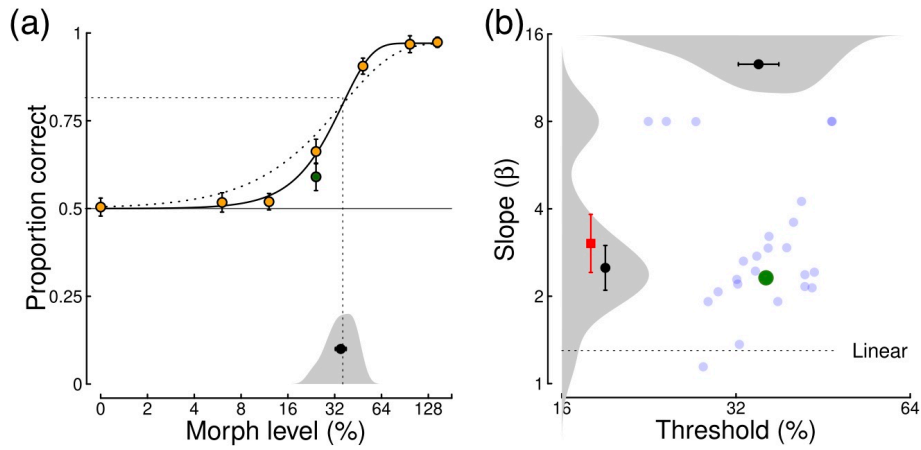 (a)
1
0.75
0.5
0.25
0
Proportion correct
0 2 4 8 16 32 64 128
Morph level (%)
(b)
16
8
4
2
1
Slope (β)
Linear
16 32 64
Threshold (%)